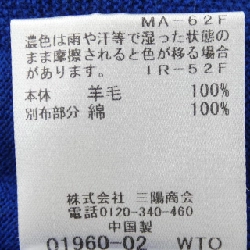 MA-62F
濃色は雨や汗等で湿った状態の
まま摩擦されると色が移る場合
があります。 IR-52F
本体 羊毛 100%
別布部分 綿 100%
株式会社 三陽商会
電話0120-340-460
中国製
01960-02 WTO